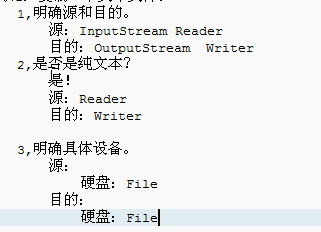 1,明确源和目的。
源: InputStream Reader
目的: OutputStream Writer
2,是否是纯文本?
是!
源: Reader
目的: Writer
3,明确具体设备。
源:
硬盘: File
目的:
硬盘: File